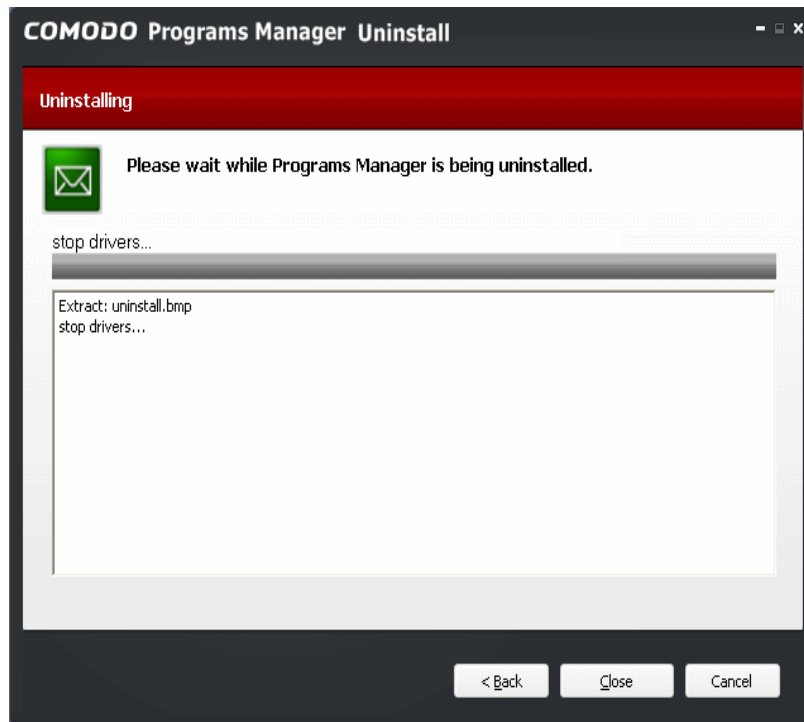 COMODO Programs Manager Uninstall
Uninstalling
Please wait while Programs Manager is being uninstalled.
stop drivers...
Extract: uninstall.bmp
stop drivers...
< Back
Close
Cancel